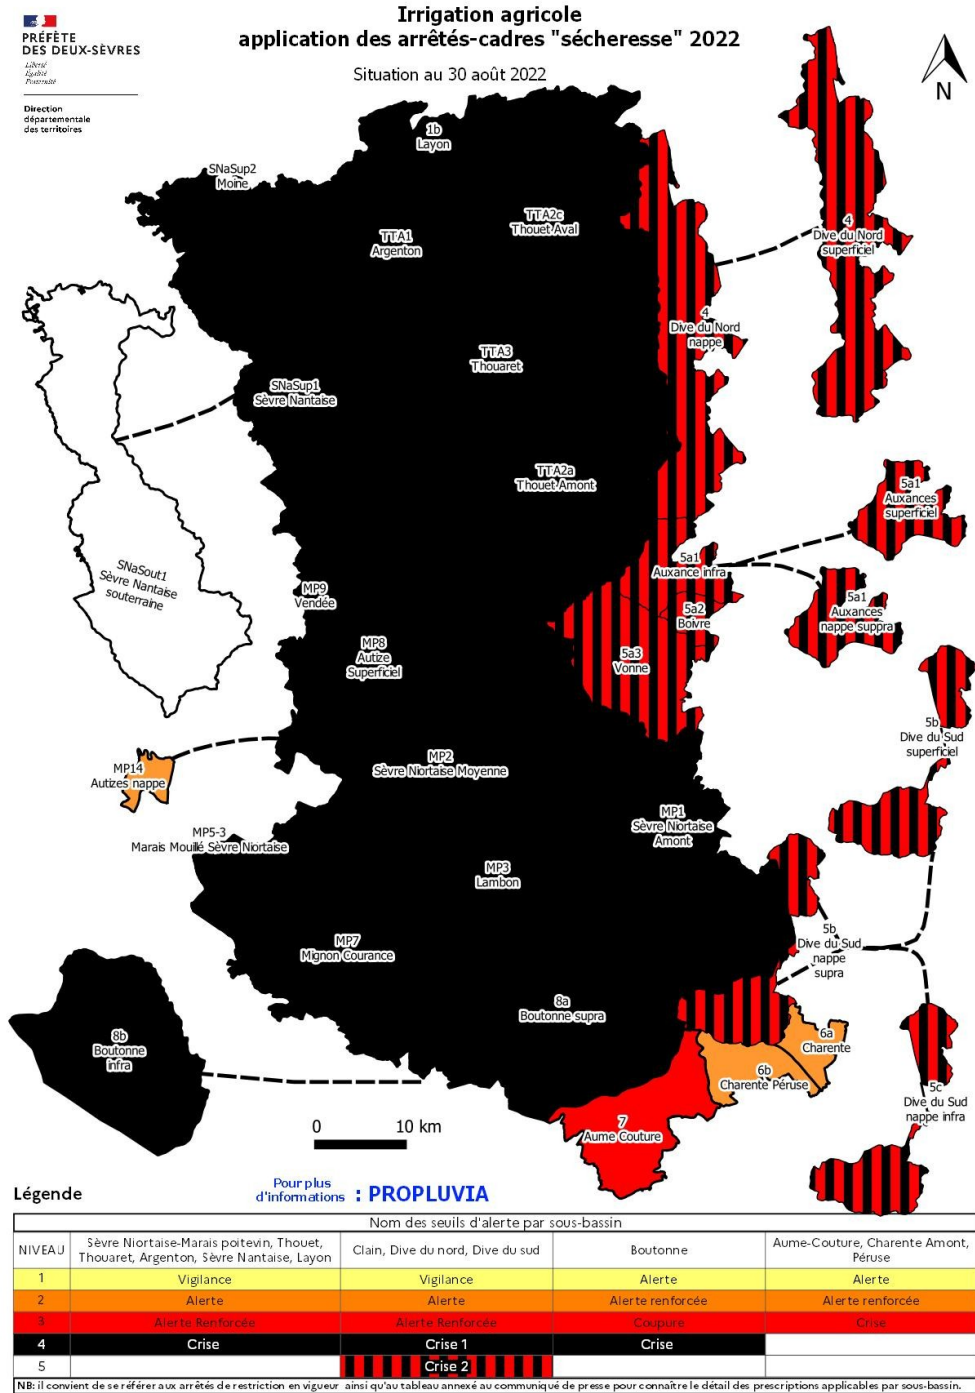 Irrigation agricole
application des arrêtés-cadres "sécheresse" 2022
Situation au 30 août 2022
PRÉFÈTE
DES DEUX-SÈVRES
Liberté
Égalité
Fraternité
Direction
départementale
des territoires
N
1b
Layon
SNaSup2
Moine
TTA1
Argenton
TTA2c
Thouet Aval
4
Dive du Nord
superficiel
4
Dive du Nord
nappe
TTA3
Thouaret
SNaSup1
Sèvre Nantaise
TTA2a
Thouet Amont
5a1
Auxances
superficiel
5a1
Auxance infra
5a1
Auxances
nappe suppra
5a2
Boivre
5a3
Vonne
SNaSout1
Sèvre Nantaise
souterraine
MP9
Vendée
MP8
Autize
Superficiel
5b
Dive du Sud
superficiel
MP14
Autizes nappe
MP2
Sèvre Niortaise Moyenne
MP1
Sèvre Niortaise
Amont
MP5-3
Marais Mouillé Sèvre Niortaise
MP3
Lambon
MP7
Mignon Courance
5b
Dive du Sud
nappe
supra
8a
Boutonne supra
8b
Boutonne
infra
6a
Charente
6b
Charente Péruse
5c
Dive du Sud
nappe infra
7
Aume Couture
0 10 km
Légende
Pour plus
d'informations : PROPLUVIA
Nom des seuils d'alerte par sous-bassin
NIVEAU
Sèvre Niortaise-Marais poitevin, Thouet,
Thouaret, Argenton, Sèvre Nantaise, Layon
Clain, Dive du nord, Dive du sud
Boutonne
Aume-Couture, Charente Amont,
Péruse
1 Vigilance Vigilance Alerte Alerte
2 Alerte Alerte Alerte renforcée Alerte renforcée
3 Alerte Renforcée Alerte Renforcée Coupure Crise
4 Crise Crise 1 Crise
5 Crise 2
NB: il convient de se référer aux arrêtés de restriction en vigueur ainsi qu'au tableau annexé au communiqué de presse pour connaître le détail des prescriptions applicables par sous-bassin.